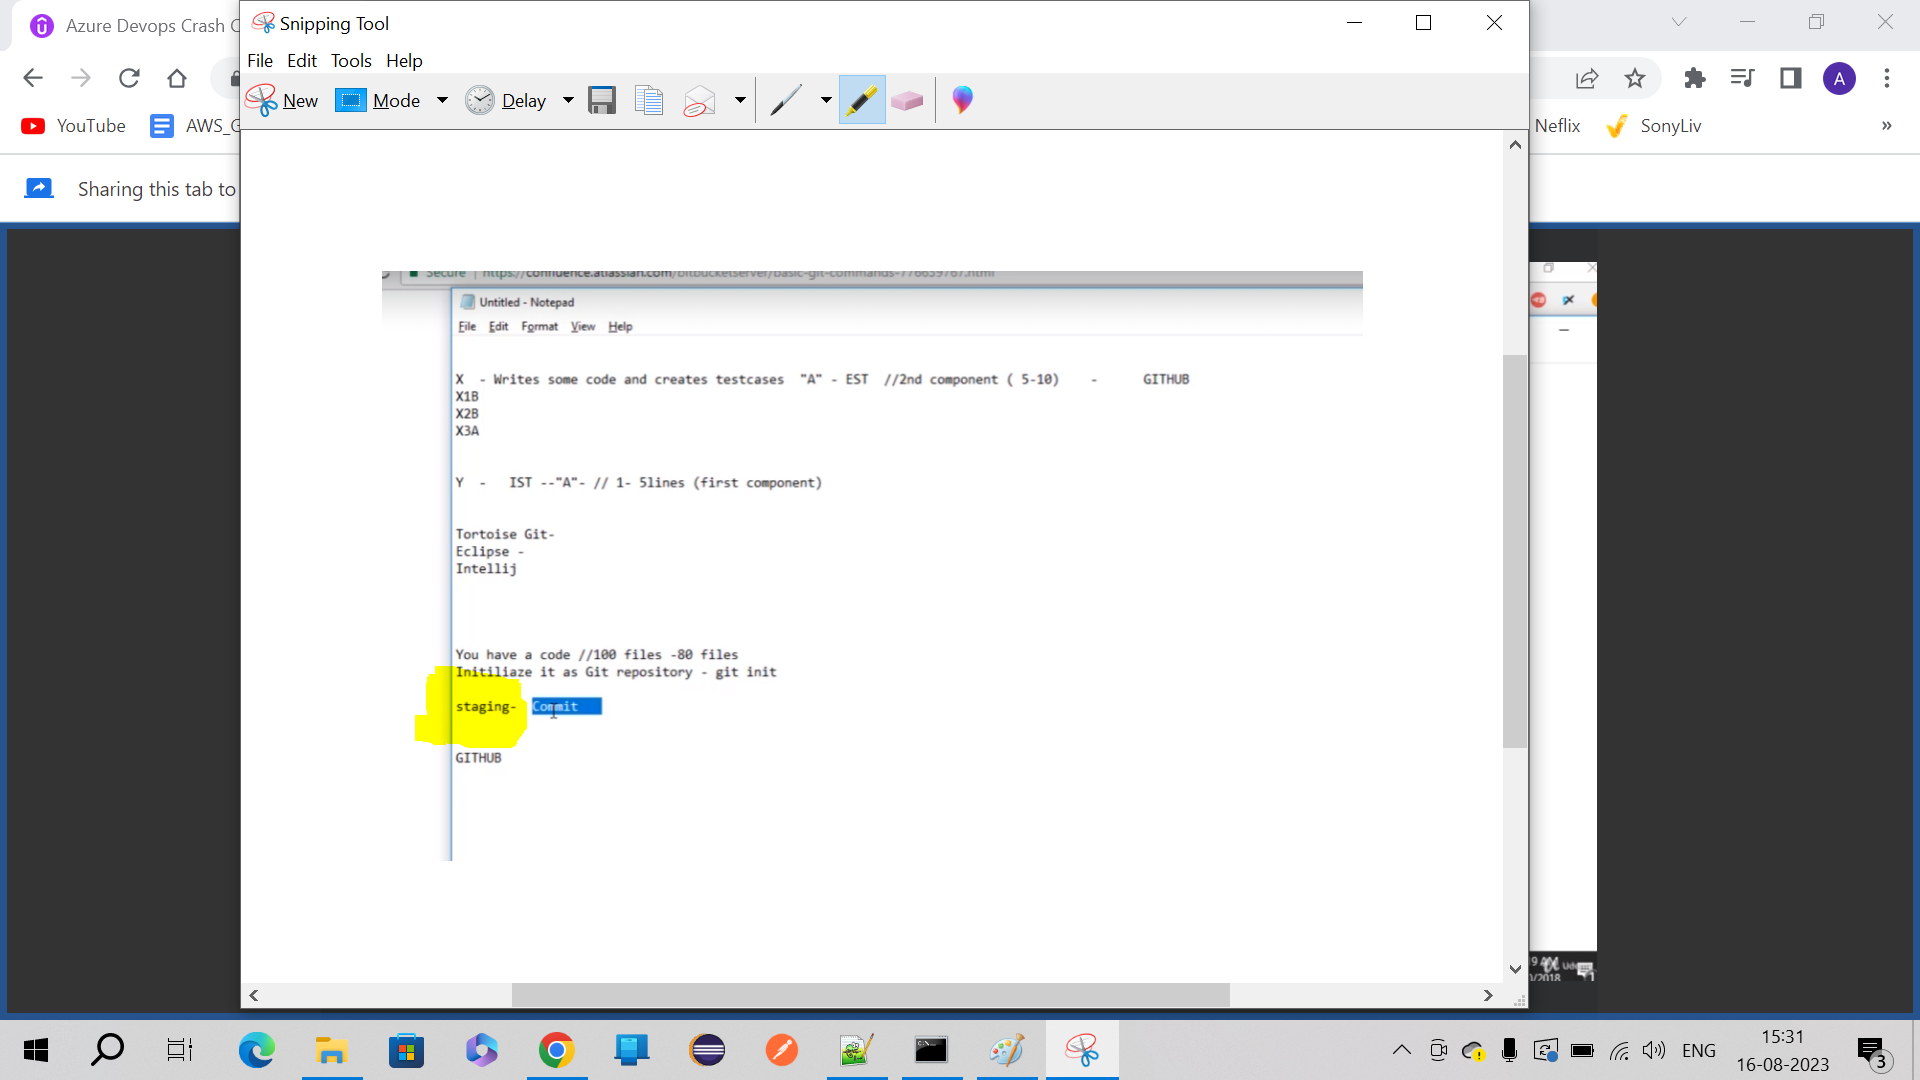 Azure Devops Crash C
Snipping Tool
File Edit Tools Help
New Mode Delay
YouTube AWS_G Neflix SonyLiv »
A
Sharing this tab to
Secure https://confluence.atlassian.com/bitbucketserver/basic-git-commands-776639767.html
Untitled - Notepad
File Edit Format View Help
X - Writes some code and creates testcases "A" - EST //2nd component ( 5-10) - GITHUB
X1B
X2B
X3A
Y - IST --"A"- // 1- 5lines (first component)
Tortoise Git-
Eclipse -
Intellij
You have a code //100 files -80 files
Initiliaze it as Git repository - git init
staging- Commit
GITHUB
ENG
15:31
16-08-2023
3